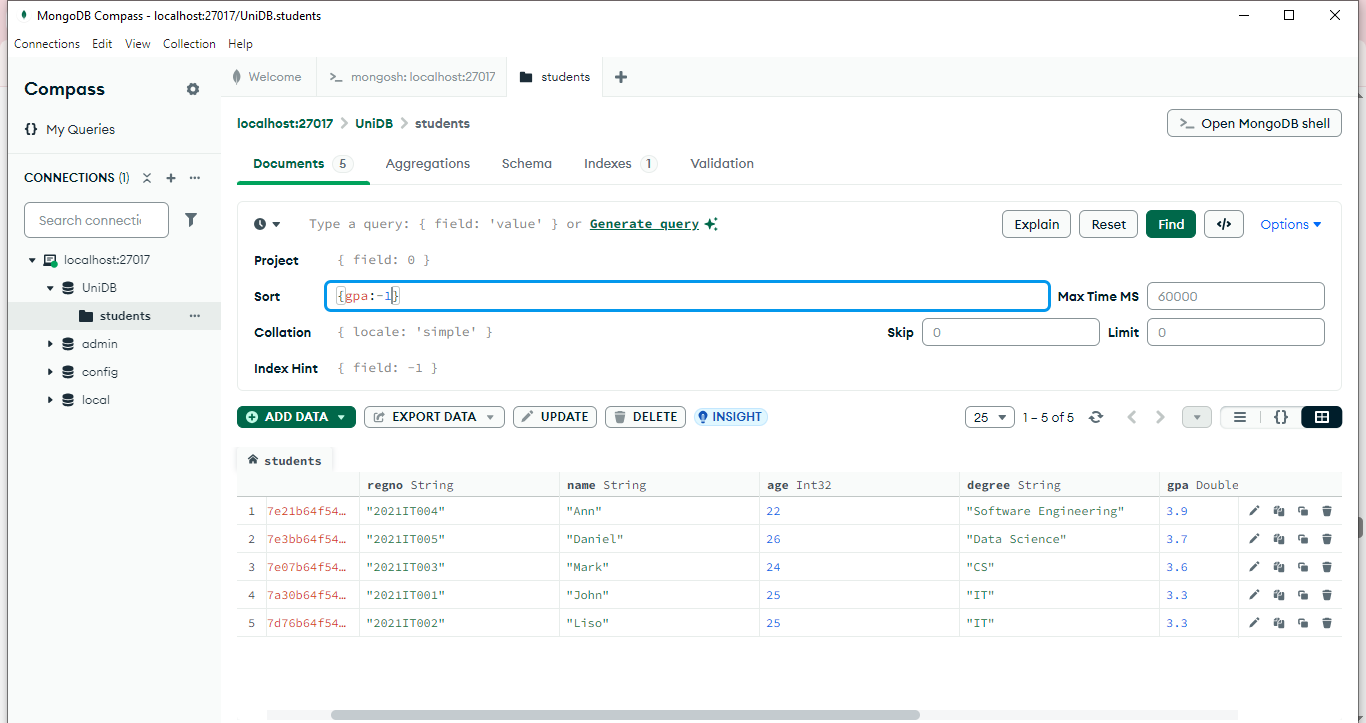 MongoDB Compass - localhost:27017/UniDB.students
Connections Edit View Collection Help
Compass
Welcome
>_ mongosh: localhost:27017
students
{} My Queries
localhost:27017 > UniDB > students
>_ Open MongoDB shell
CONNECTIONS (1)
Documents 5 Aggregations Schema Indexes 1 Validation
Search connecti
Type a query: { field: 'value' } or Generate query
Explain Reset Find </> Options
localhost:27017
UniDB
students
admin
config
local
Project { field: 0 }
Sort {gpa:-1} Max Time MS 60000
Collation { locale: 'simple' } Skip 0 Limit 0
Index Hint { field: -1 }
ADD DATA EXPORT DATA UPDATE DELETE INSIGHT 25 1 – 5 of 5 {}
students
regno String name String age Int32 degree String gpa Double
1 7e21b64f54… "2021IT004" "Ann" 22 "Software Engineering" 3.9
2 7e3bb64f54… "2021IT005" "Daniel" 26 "Data Science" 3.7
3 7e07b64f54… "2021IT003" "Mark" 24 "CS" 3.6
4 7a30b64f54… "2021IT001" "John" 25 "IT" 3.3
5 7d76b64f54… "2021IT002" "Liso" 25 "IT" 3.3